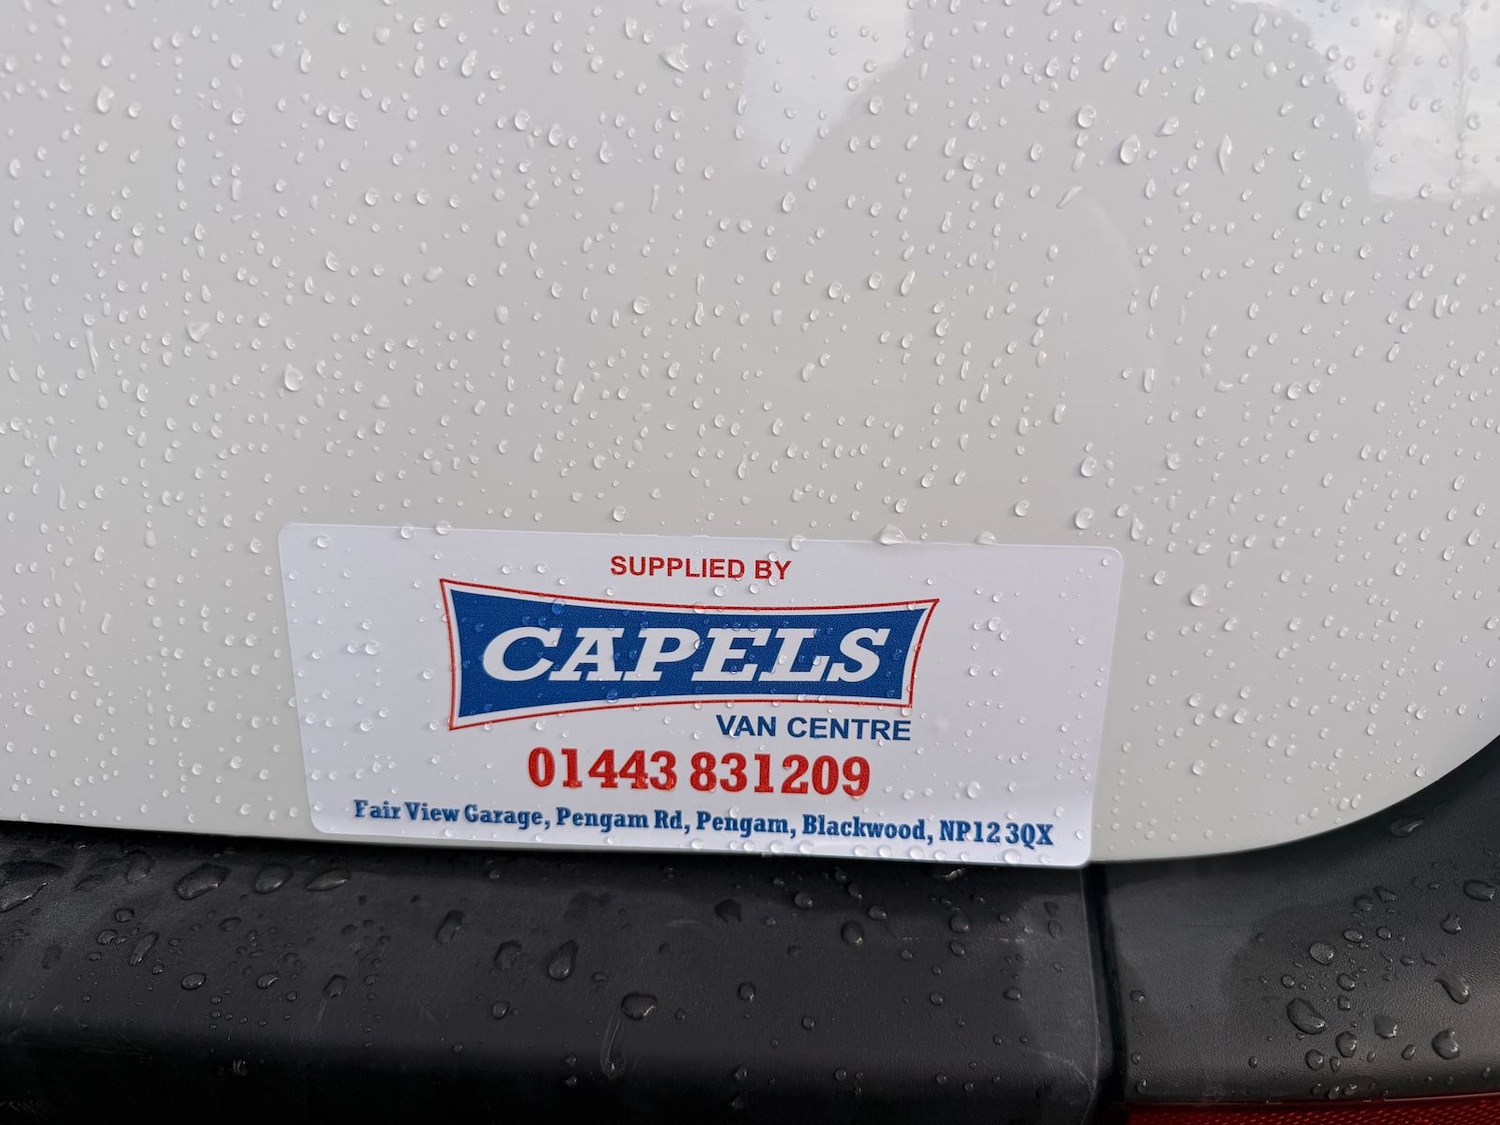 SUPPLIED BY
CAPELS
VAN CENTRE
01443 831209
Fair View Garage, Pengam Rd, Pengam, Blackwood, NP12 3QX